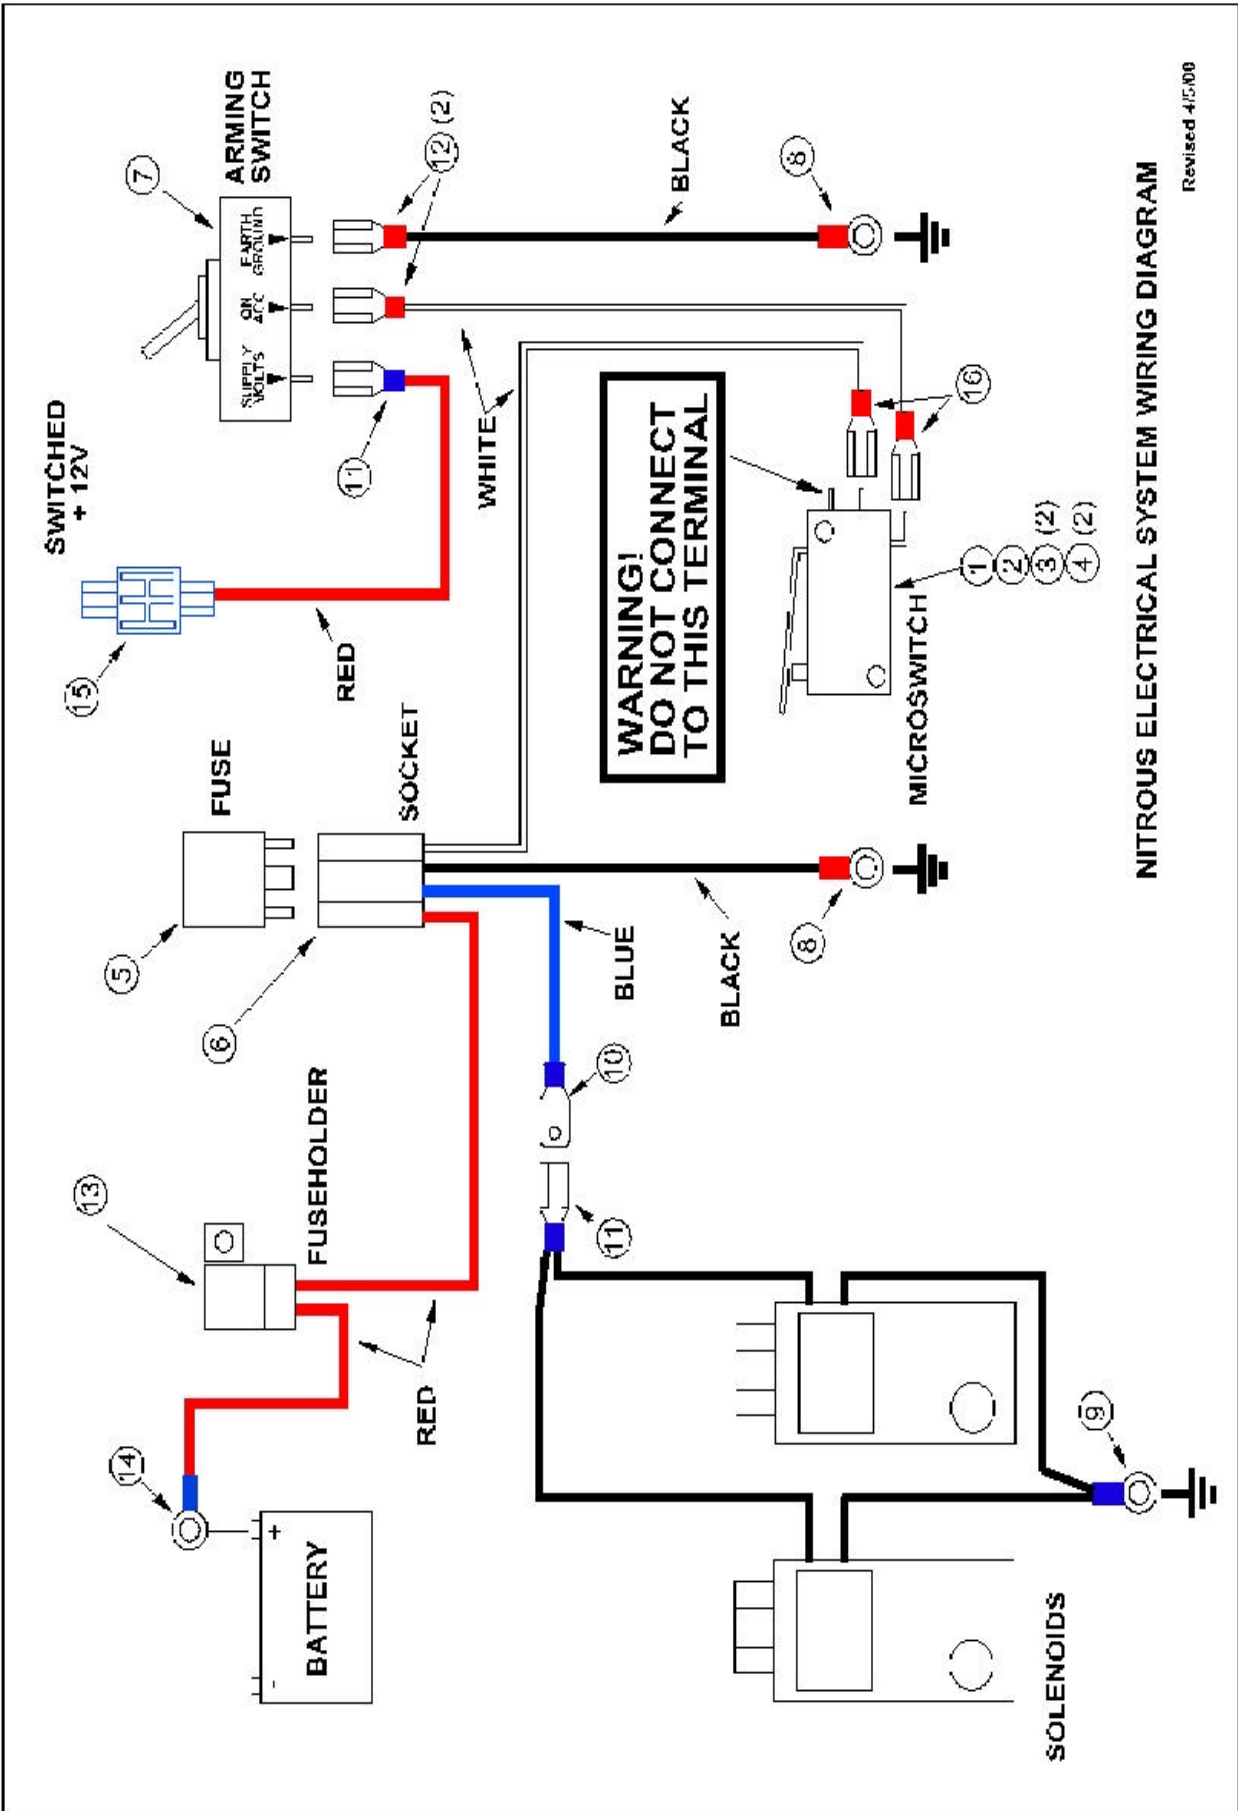 BATTERY
+
-
14
13
FUSEHOLDER
RED
5
FUSE
6
SOCKET
15
SWITCHED
+ 12V
RED
7
ARMING
SWITCH
SUPPLY
VOLTS
ON
ACC
EARTH
GROUND
11
12 (2)
WHITE
BLACK
8
10
11
BLUE
BLACK
8
WARNING!
DO NOT CONNECT
TO THIS TERMINAL
16
MICROSWITCH
1
2
3 (2)
4 (2)
9
SOLENOIDS
NITROUS ELECTRICAL SYSTEM WIRING DIAGRAM
Revised 4/5/00